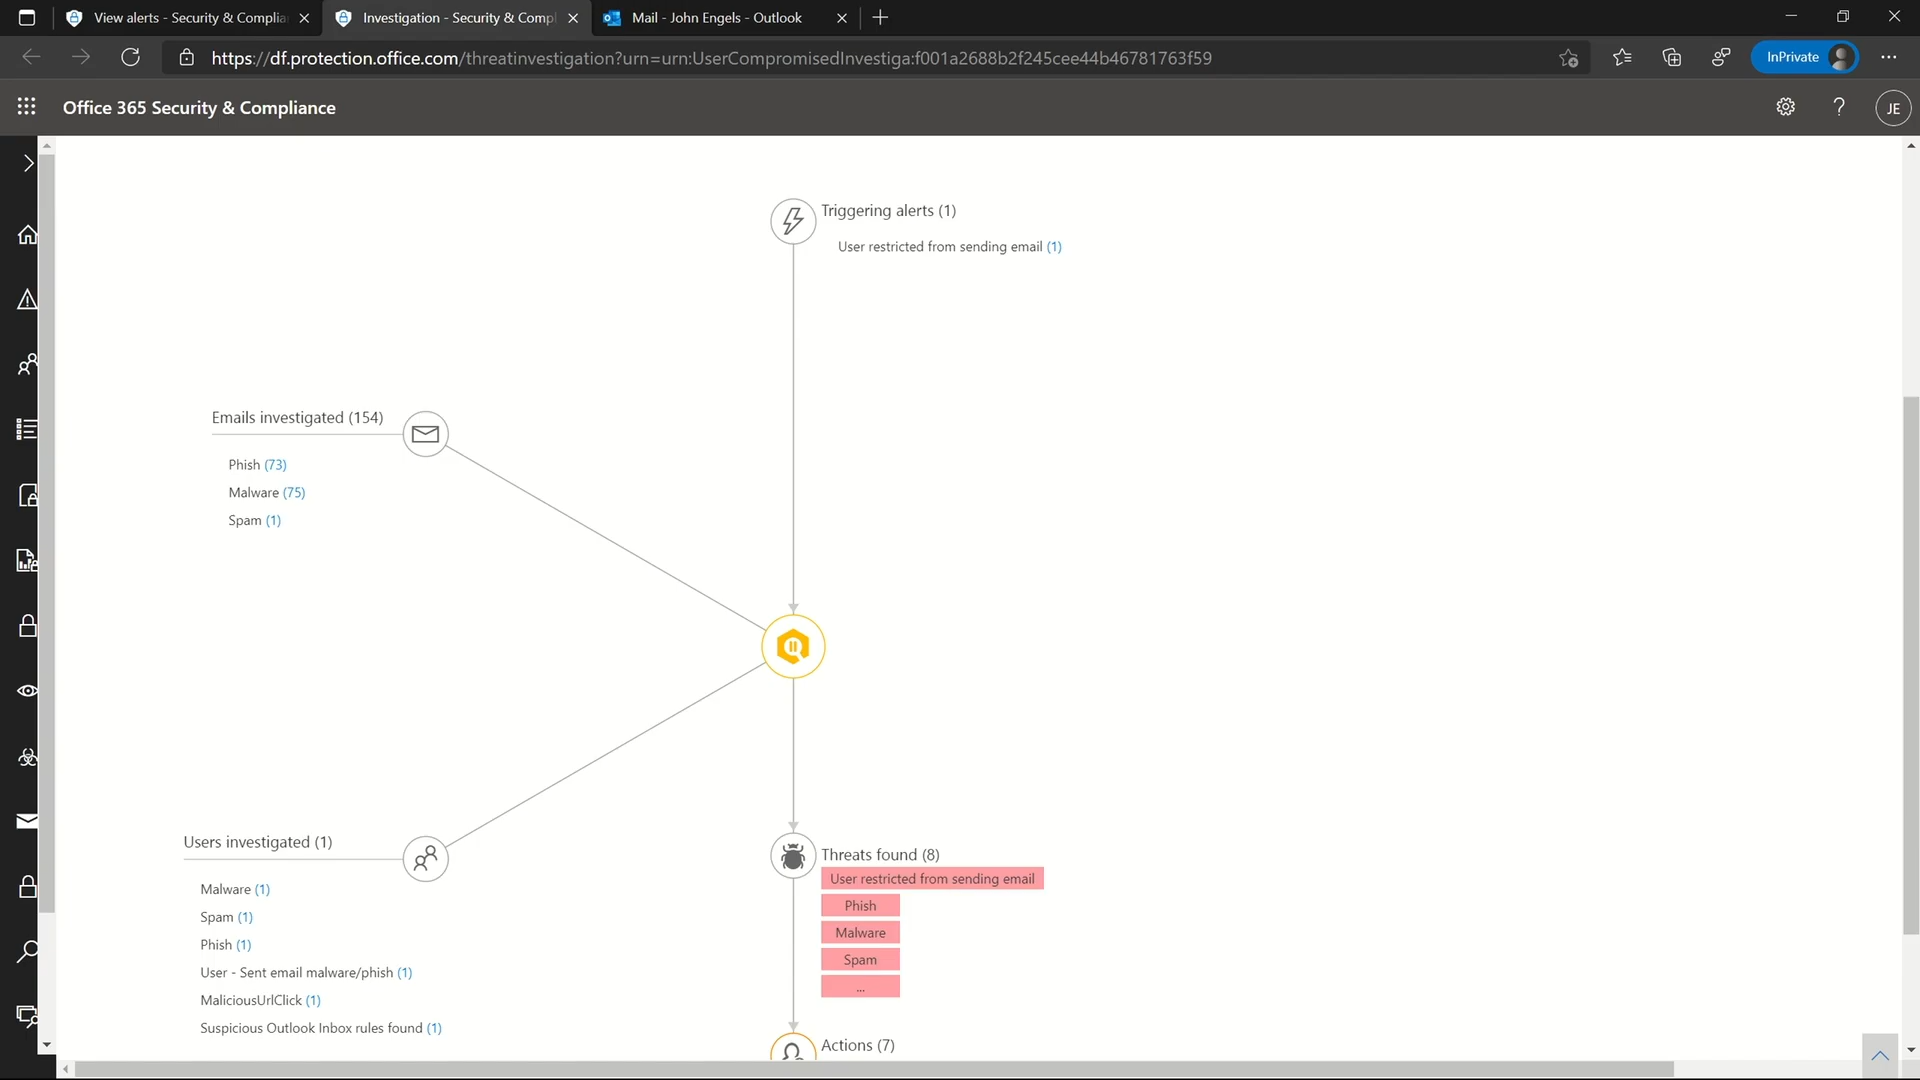 View alerts - Security & Complia
Investigation - Security & Compl
Mail - John Engels - Outlook
https://df.protection.office.com/threatinvestigation?urn=urn:UserCompromisedInvestiga:f001a2688b2f245cee44b46781763f59
InPrivate
Office 365 Security & Compliance
JE
Triggering alerts (1)
User restricted from sending email (1)
Emails investigated (154)
Phish (73)
Malware (75)
Spam (1)
Users investigated (1)
Malware (1)
Spam (1)
Phish (1)
User - Sent email malware/phish (1)
MaliciousUrlClick (1)
Suspicious Outlook Inbox rules found (1)
Threats found (8)
User restricted from sending email
Phish
Malware
Spam
...
Actions (7)